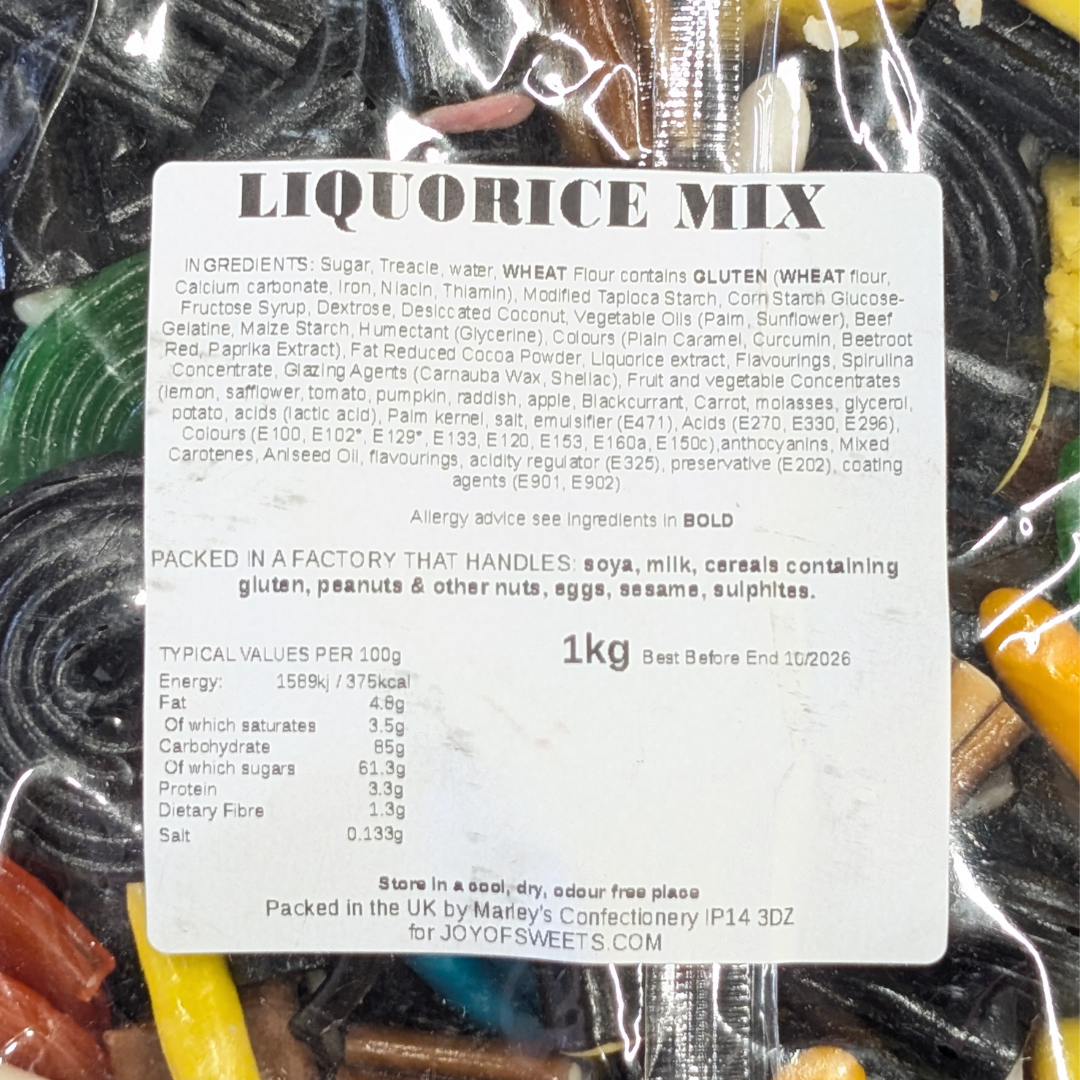 LIQUORICE MIX
INGREDIENTS: Sugar, Treacle, water, WHEAT Flour contains GLUTEN (WHEAT flour,
Calcium carbonate, Iron, Niacin, Thiamin), Modified Tapioca Starch, Corn Starch Glucose-
Fructose Syrup, Dextrose, Desiccated Coconut, Vegetable Oils (Palm, Sunflower), Beef
Gelatine, Maize Starch, Humectant (Glycerine), Colours (Plain Caramel, Curcumin, Beetroot
Red, Paprika Extract), Fat Reduced Cocoa Powder, Liquorice extract, Flavourings, Spirulina
Concentrate, Glazing Agents (Carnauba Wax, Shellac), Fruit and vegetable Concentrates
(lemon, safflower, tomato, pumpkin, raddish, apple, Blackcurrant, Carrot, molasses, glycerol,
potato, acids (lactic acid), Palm kernel, salt, emulsifier (E471), Acids (E270, E330, E296),
Colours (E100, E102*, E129*, E133, E120, E153, E160a, E150c),anthocyanins, Mixed
Carotenes, Aniseed Oil, flavourings, acidity regulator (E325), preservative (E202), coating
agents (E901, E902)
Allergy advice see Ingredients in BOLD
PACKED IN A FACTORY THAT HANDLES: soya, milk, cereals containing
gluten, peanuts & other nuts, eggs, sesame, sulphites.
1kg Best Before End 10/2026
TYPICAL VALUES PER 100g
Energy: 1589kj / 375kcal
Fat 4.8g
Of which saturates 3.5g
Carbohydrate 85g
Of which sugars 61.3g
Protein 3.3g
Dietary Fibre 1.3g
Salt 0.133g
Store in a cool, dry, odour free place
Packed in the UK by Marley's Confectionery IP14 3DZ
for JOYOFSWEETS.COM